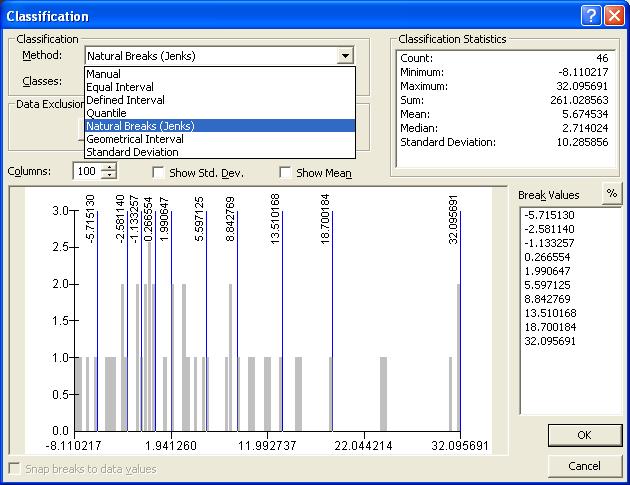 Classification
Classification
Method: Natural Breaks (Jenks)
Classes:
Manual
Equal Interval
Defined Interval
Quantile
Natural Breaks (Jenks)
Geometrical Interval
Standard Deviation
Data Exclusion
Classification Statistics
Count: 46
Minimum: -8.110217
Maximum: 32.095691
Sum: 261.028563
Mean: 5.674534
Median: 2.714024
Standard Deviation: 10.285856
Columns: 100
Show Std. Dev.
Show Mean
Break Values
%
-5.715130
-2.581140
-1.133257
0.266554
1.990647
5.597125
8.842769
13.510168
18.700184
32.095691
3.0
2.5
2.0
1.5
1.0
0.5
0.0
-8.110217
1.941260
11.992737
22.044214
32.095691
-5.715130
-2.581140
-1.133257
0.266554
1.990647
5.597125
8.842769
13.510168
18.700184
32.095691
OK
Cancel
Snap breaks to data values